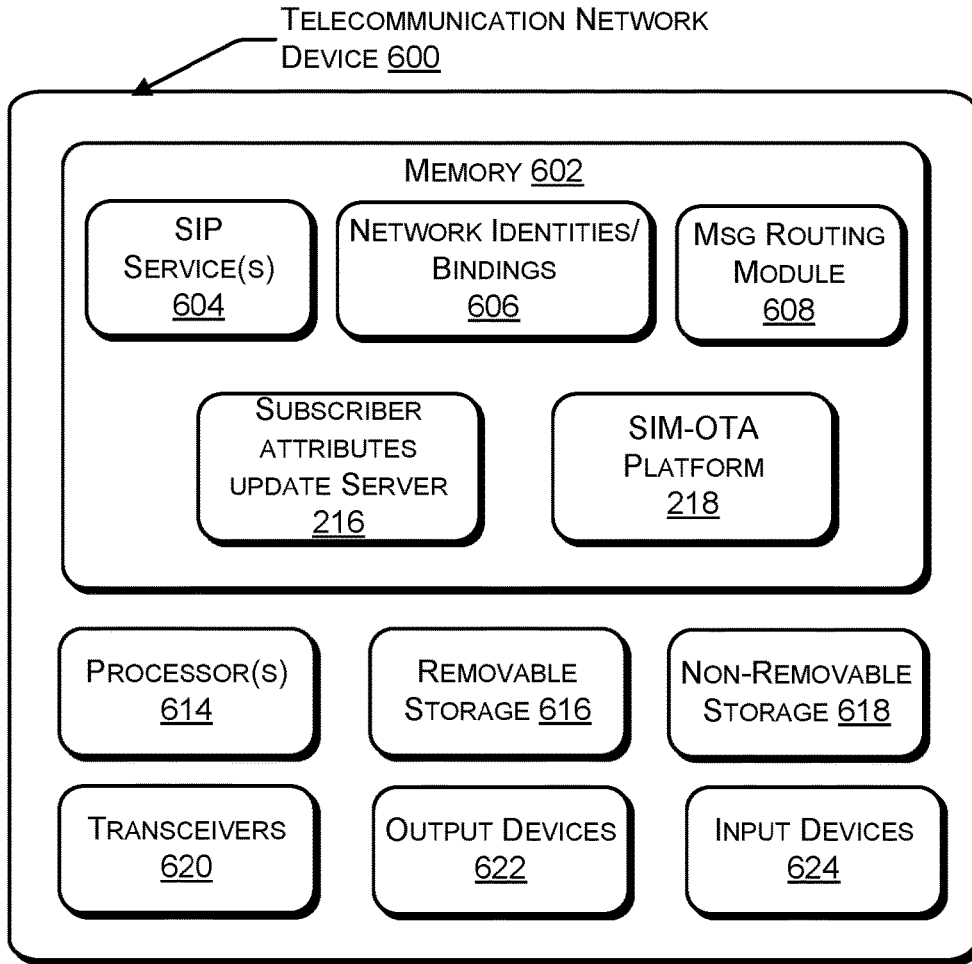 TELECOMMUNICATION NETWORK
DEVICE 600
MEMORY 602
SIP
SERVICE(S)
604
NETWORK IDENTITIES/
BINDINGS
606
MSG ROUTING
MODULE
608
SUBSCRIBER
ATTRIBUTES
UPDATE SERVER
216
SIM-OTA
PLATFORM
218
PROCESSOR(S)
614
REMOVABLE
STORAGE 616
NON-REMOVABLE
STORAGE 618
TRANSCEIVERS
620
OUTPUT DEVICES
622
INPUT DEVICES
624